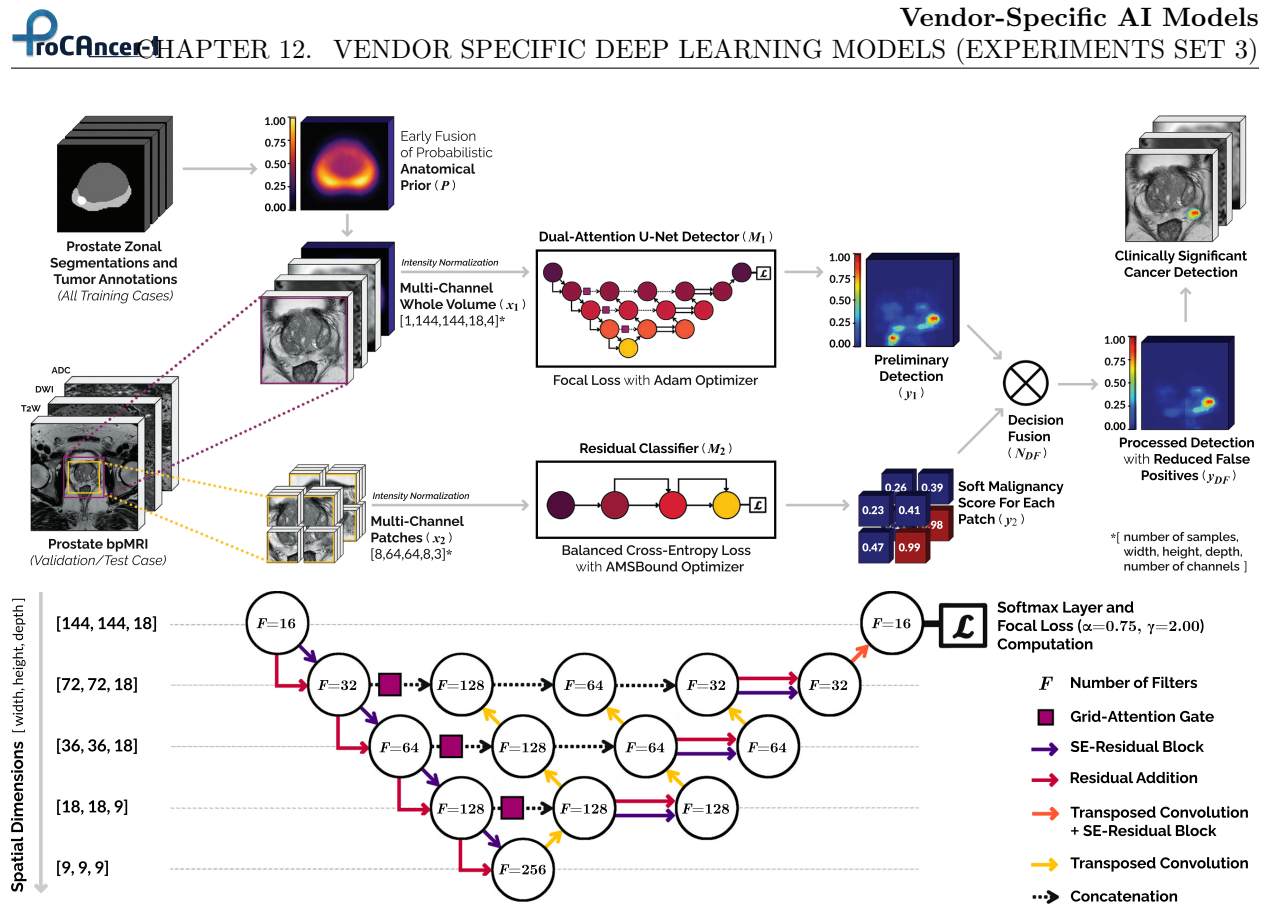 ProCAncer-I
Vendor-Specific AI Models
CHAPTER 12. VENDOR SPECIFIC DEEP LEARNING MODELS (EXPERIMENTS SET 3)
Prostate Zonal
Segmentations and
Tumor Annotations
(All Training Cases)
1.00
0.75
0.50
0.25
0.00
Early Fusion
of Probabilistic
Anatomical
Prior (P)
Intensity Normalization
Multi-Channel
Whole Volume (x₁)
[1,144,144,18,4]*
Dual-Attention U-Net Detector (M₁)
ℒ
Focal Loss with Adam Optimizer
1.00
0.75
0.50
0.25
0.00
Preliminary
Detection
(y₁)
Clinically Significant
Cancer Detection
ADC
DWI
T2W
Prostate bpMRI
(Validation/Test Case)
Intensity Normalization
Multi-Channel
Patches (x₂)
[8,64,64,8,3]*
Residual Classifier (M₂)
ℒ
Balanced Cross-Entropy Loss
with AMSBound Optimizer
0.26 0.39
0.23 0.41
.98
0.47 0.99
Soft Malignancy
Score For Each
Patch (y₂)
Decision
Fusion
(N_DF)
1.00
0.75
0.50
0.25
0.00
Processed Detection
with Reduced False
Positives (y_DF)
*[ number of samples,
width, height, depth,
number of channels ]
Spatial Dimensions [width, height, depth]
[144, 144, 18]
F=16
F=16
ℒ
Softmax Layer and
Focal Loss (α=0.75, γ=2.00)
Computation
[72, 72, 18]
F=32
F=128
F=64
F=32
F=32
[36, 36, 18]
F=64
F=128
F=64
F=64
[18, 18, 9]
F=128
F=128
F=128
[9, 9, 9]
F=256
F Number of Filters
Grid-Attention Gate
SE-Residual Block
Residual Addition
Transposed Convolution
+ SE-Residual Block
Transposed Convolution
Concatenation